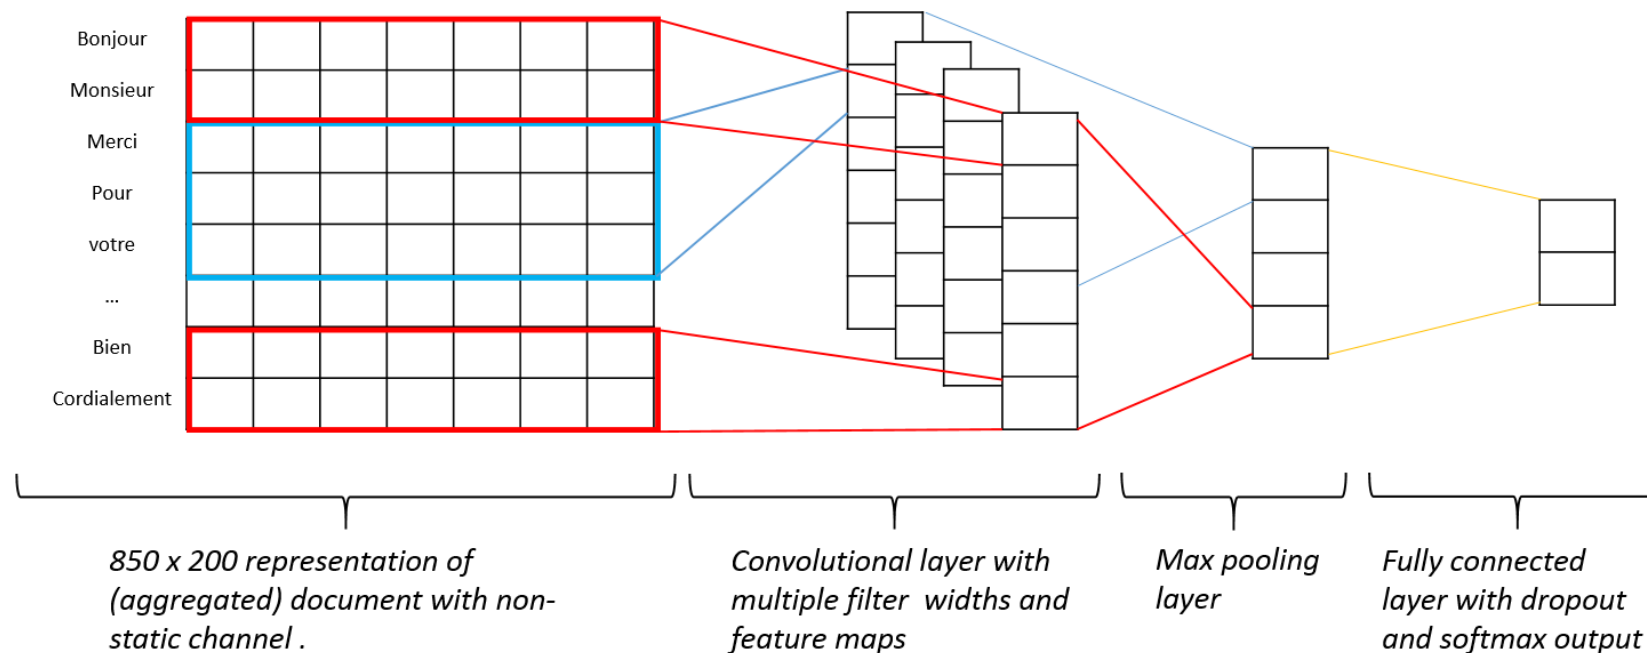 Bonjour
Monsieur
Merci
Pour
votre
...
Bien
Cordialement
850 x 200 representation of
(aggregated) document with non-
static channel .
Convolutional layer with
multiple filter widths and
feature maps
Max pooling
layer
Fully connected
layer with dropout
and softmax output